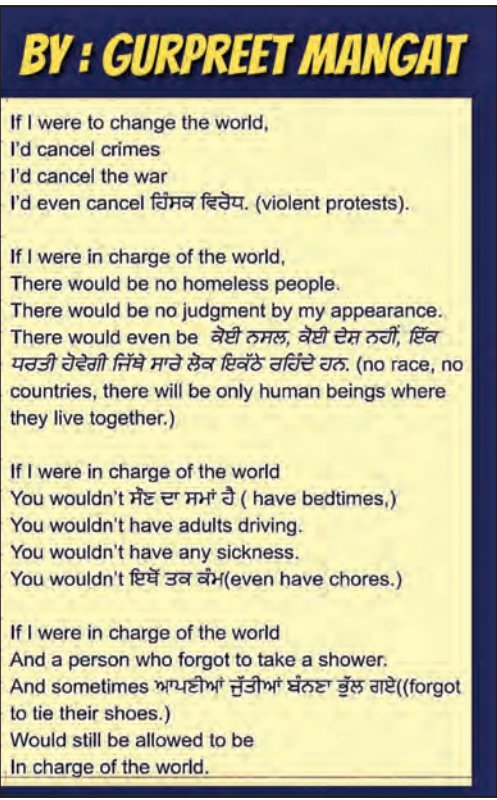 BY : GURPREET MANGAT
If I were to change the world,
I'd cancel crimes
I'd cancel the war
I'd even cancel ਹਿੰਸਕ ਵਿਰੋਧ. (violent protests).
If I were in charge of the world,
There would be no homeless people.
There would be no judgment by my appearance.
There would even be ਕੋਈ ਨਸਲ, ਕੋਈ ਦੇਸ਼ ਨਹੀਂ, ਇੱਕ
ਧਰਤੀ ਹੋਵੇਗੀ ਜਿੱਥੇ ਸਾਰੇ ਲੋਕ ਇਕੱਠੇ ਰਹਿੰਦੇ ਹਨ. (no race, no
countries, there will be only human beings where
they live together.)
If I were in charge of the world
You wouldn't ਸੌਣ ਦਾ ਸਮਾਂ ਹੈ ( have bedtimes,)
You wouldn't have adults driving.
You wouldn't have any sickness.
You wouldn't ਇਥੋਂ ਤਕ ਕੰਮ(even have chores.)
If I were in charge of the world
And a person who forgot to take a shower.
And sometimes ਆਪਣੀਆਂ ਜੁੱਤੀਆਂ ਬੰਨਣਾ ਭੁੱਲ ਗਏ((forgot
to tie their shoes.)
Would still be allowed to be
In charge of the world.